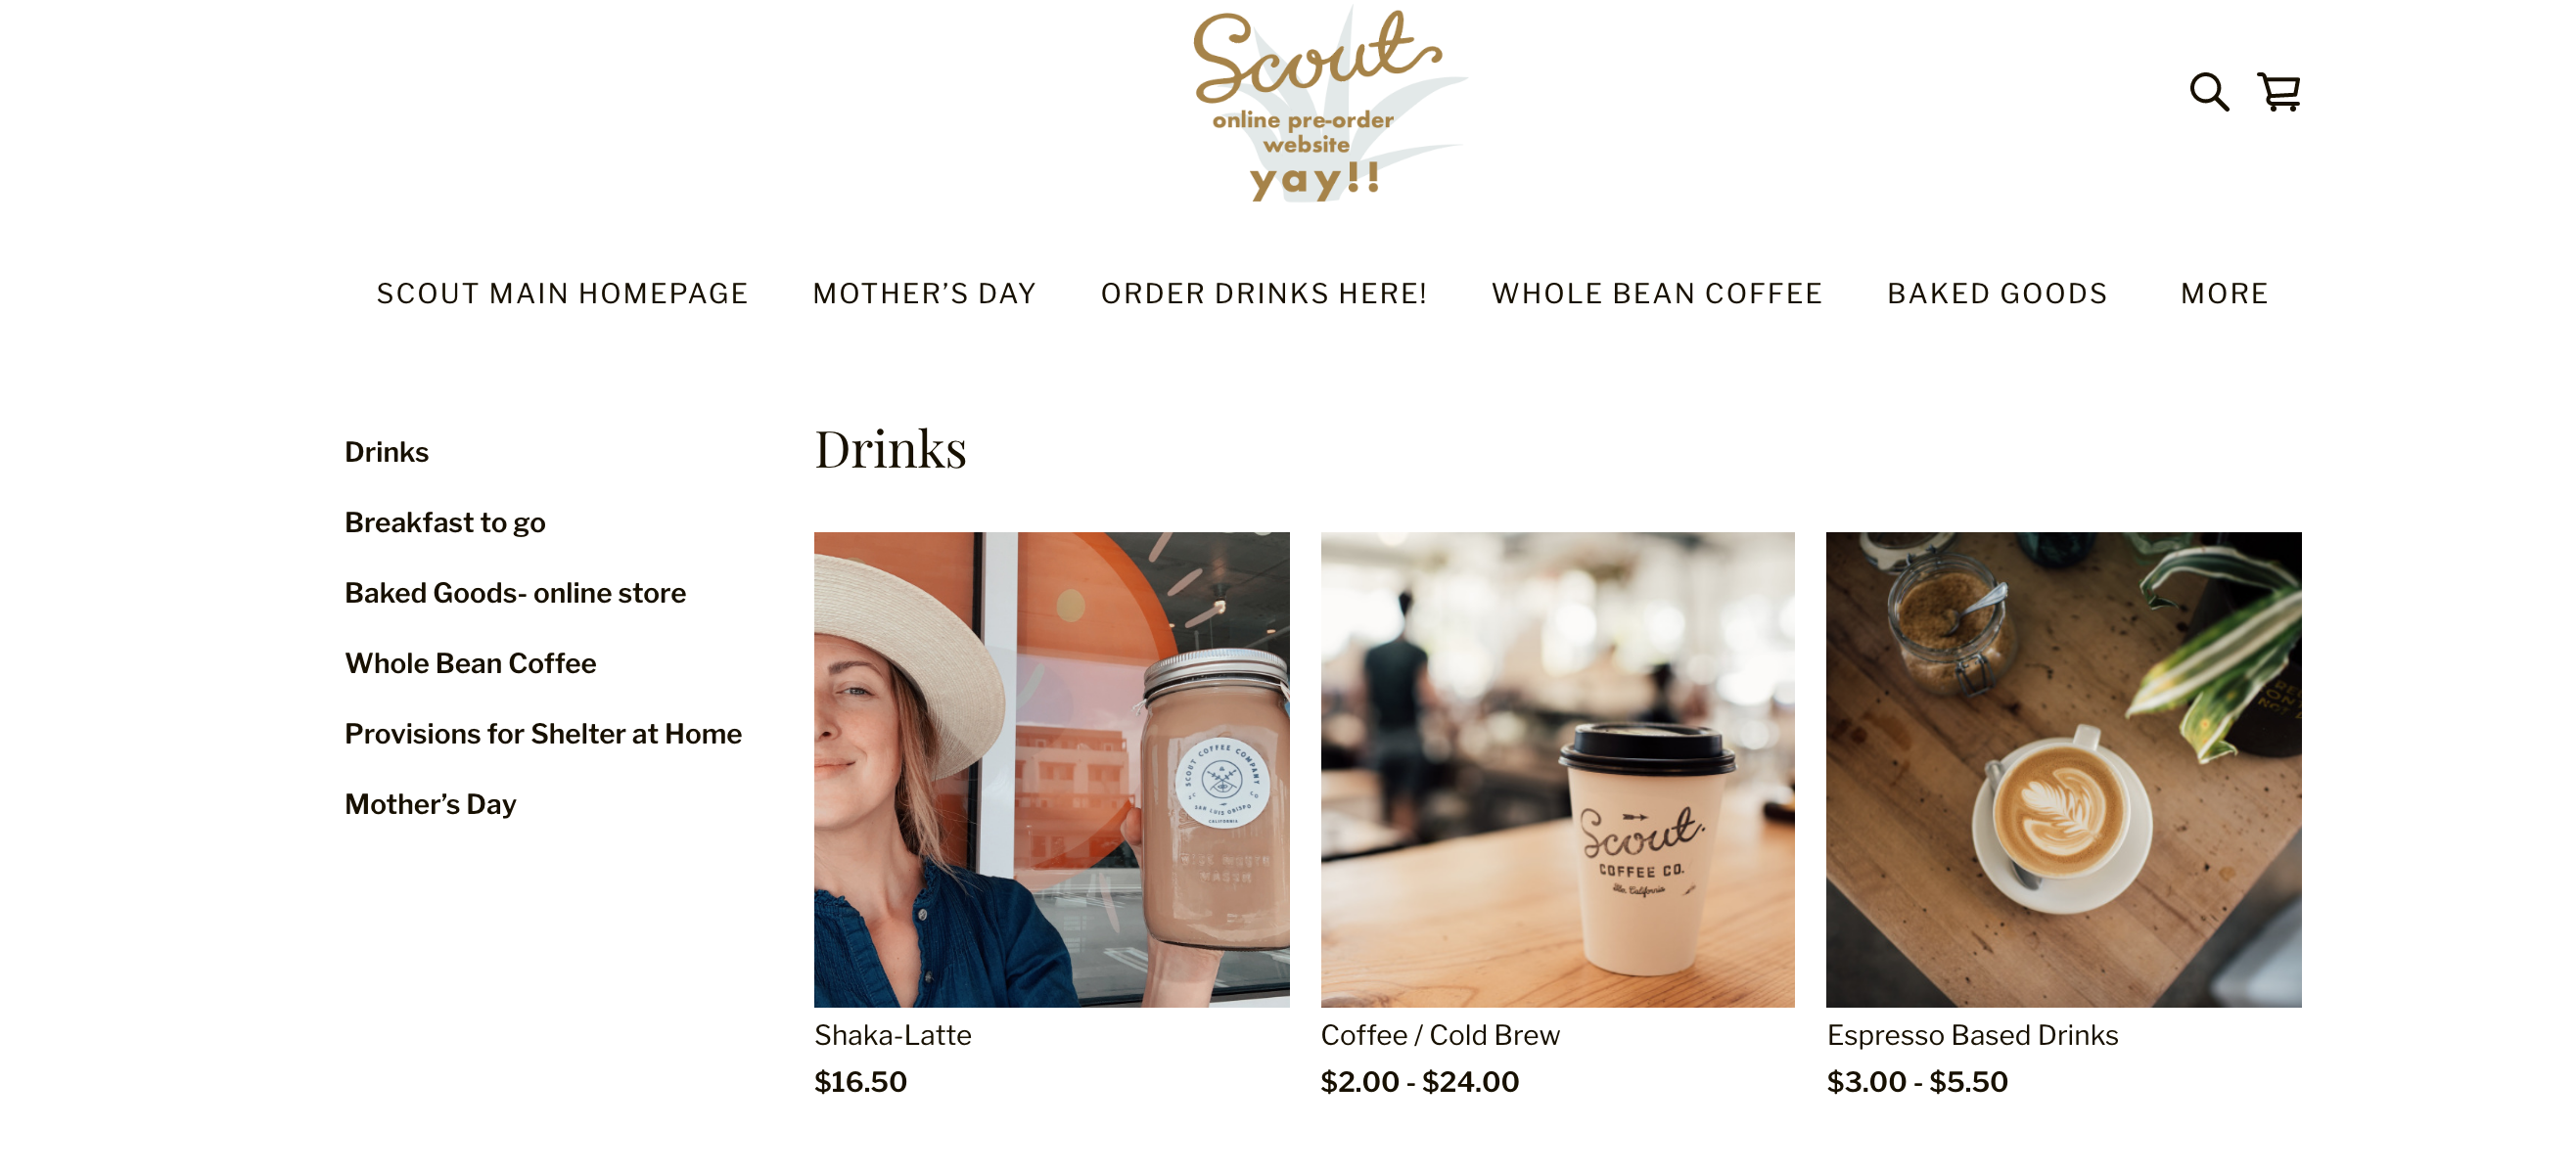 Scout
online pre-order
website
yay!!
SCOUT MAIN HOMEPAGE
MOTHER’S DAY
ORDER DRINKS HERE!
WHOLE BEAN COFFEE
BAKED GOODS
MORE
Drinks
Breakfast to go
Baked Goods- online store
Whole Bean Coffee
Provisions for Shelter at Home
Mother’s Day
Drinks
SCOUT COFFEE COMPANY
SAN LUIS OBISPO
CALIFORNIA
MASON
Scout
COFFEE CO.
California
Shaka-Latte
$16.50
Coffee / Cold Brew
$2.00 - $24.00
Espresso Based Drinks
$3.00 - $5.50